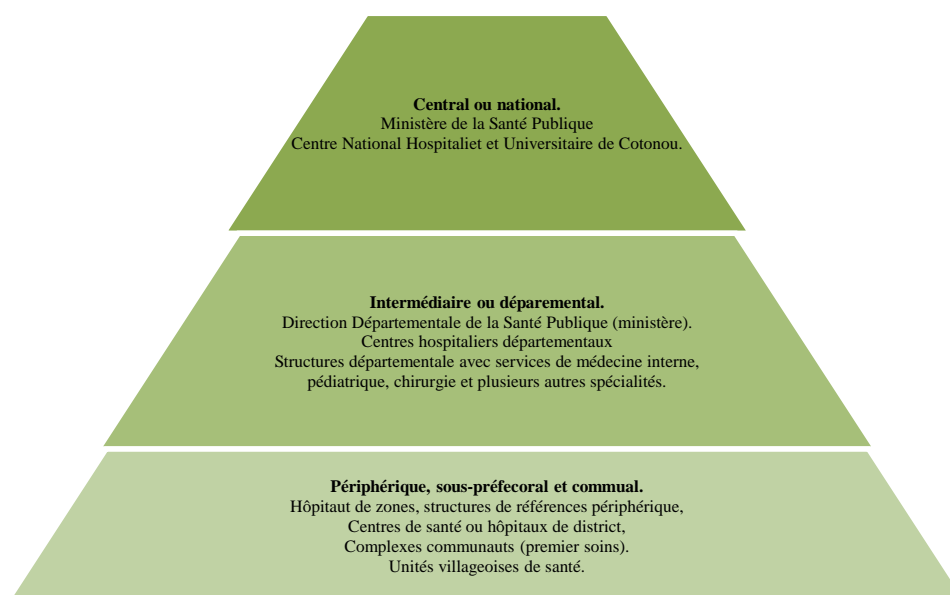 Central ou national.
Ministère de la Santé Publique
Centre National Hospitaliet et Universitaire de Cotonou.
Intermédiaire ou déparemental.
Direction Départementale de la Santé Publique (ministère).
Centres hospitaliers départementaux
Structures départementale avec services de médecine interne,
pédiatrique, chirurgie et plusieurs autres spécialités.
Périphérique, sous-préfecoral et commual.
Hôpitaut de zones, structures de références périphérique,
Centres de santé ou hôpitaux de district,
Complexes communauts (premier soins).
Unités villageoises de santé.